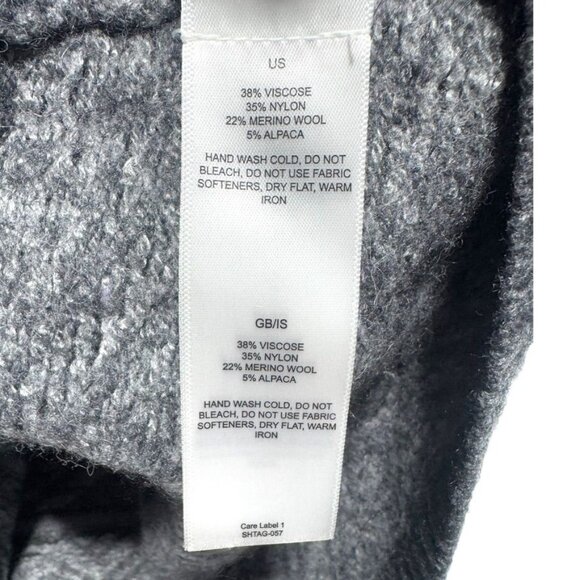 US
38% VISCOSE
35% NYLON
22% MERINO WOOL
5% ALPACA
HAND WASH COLD, DO NOT
BLEACH, DO NOT USE FABRIC
SOFTENERS, DRY FLAT, WARM
IRON
GB/IS
38% VISCOSE
35% NYLON
22% MERINO WOOL
5% ALPACA
HAND WASH COLD, DO NOT
BLEACH, DO NOT USE FABRIC
SOFTENERS, DRY FLAT, WARM
IRON
Care Label 1
SHTAG-057